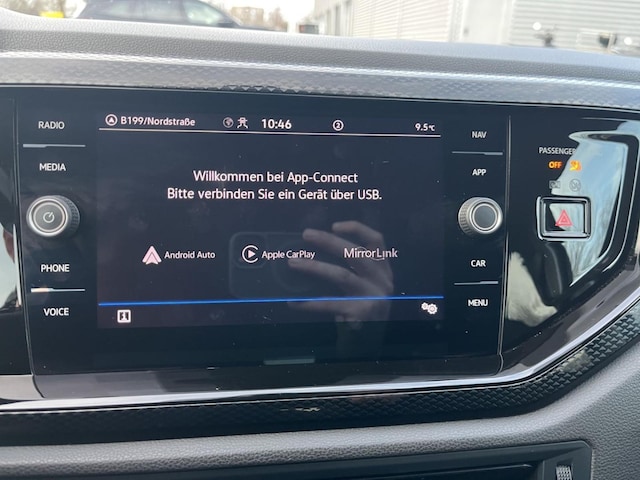 RADIO
MEDIA
PHONE
VOICE
B199/Nordstraße
10:46
2
9.5°C
Willkommen bei App-Connect
Bitte verbinden Sie ein Gerät über USB.
Android Auto
Apple CarPlay
MirrorLink
NAV
APP
CAR
MENU
PASSENGER
OFF